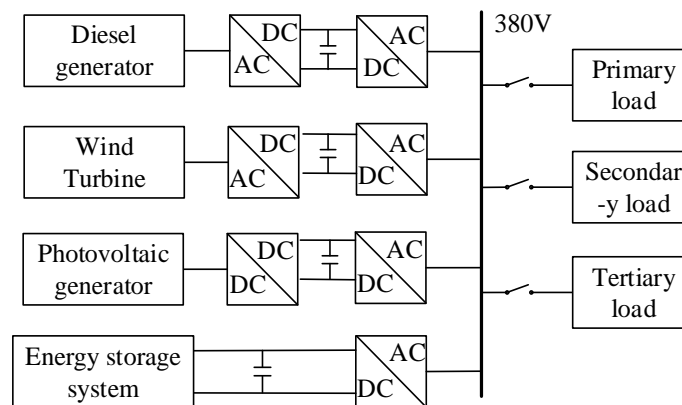 Diesel
generator
DC
AC
AC
DC
380V
Primary
load
Wind
Turbine
DC
AC
AC
DC
Secondar
-y load
Photovoltaic
generator
DC
DC
AC
DC
Tertiary
load
Energy storage
system
AC
DC